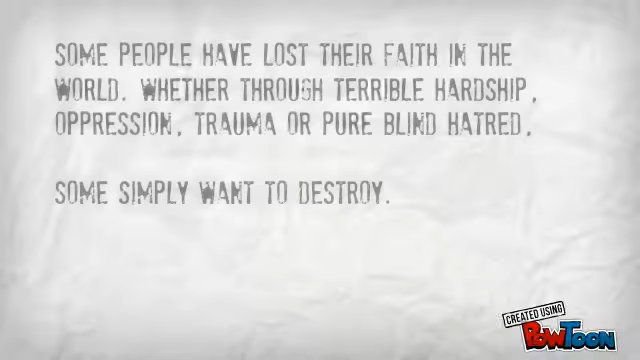 SOME PEOPLE HAVE LOST THEIR FAITH IN THE
WORLD. WHETHER THROUGH TERRIBLE HARDSHIP,
OPPRESSION, TRAUMA OR PURE BLIND HATRED,
SOME SIMPLY WANT TO DESTROY.
CREATED USING
POWTOON